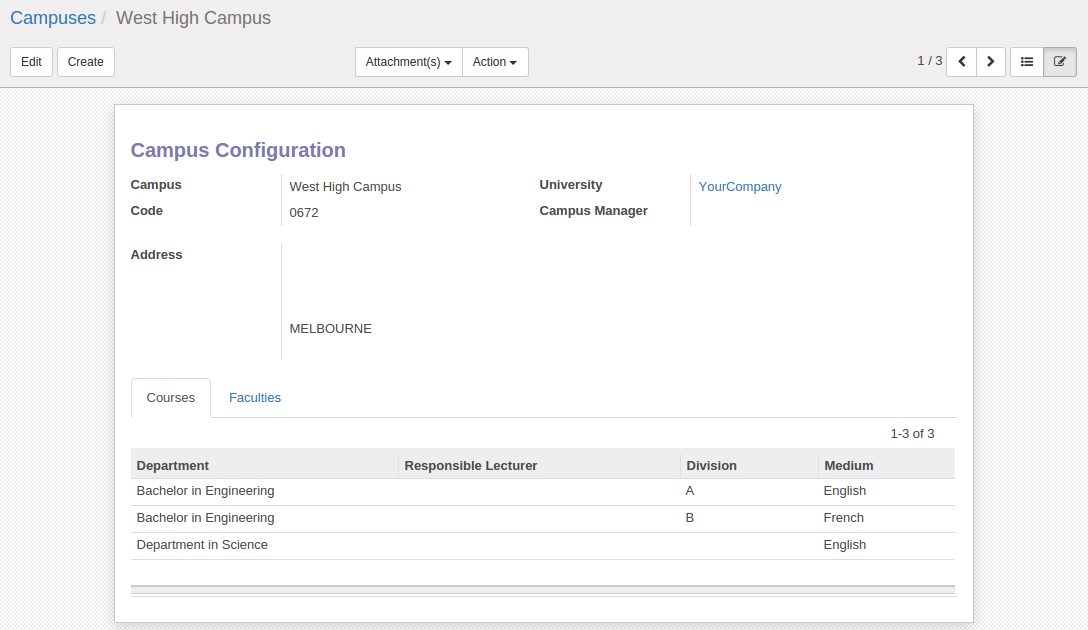 Campuses / West High Campus
Edit Create Attachment(s) Action 1 / 3
Campus Configuration
Campus West High Campus University YourCompany
Code 0672 Campus Manager
Address
MELBOURNE
Courses Faculties
1-3 of 3
Department Responsible Lecturer Division Medium
Bachelor in Engineering A English
Bachelor in Engineering B French
Department in Science English